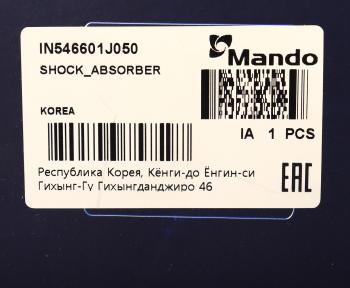 IN546601J050
Mando
SHOCK_ABSORBER
KOREA
IA 1 PCS
Республика Корея, Кёнги-до Ёнгин-си
Гихынг-Гу Гихынгданджиро 46
EAC